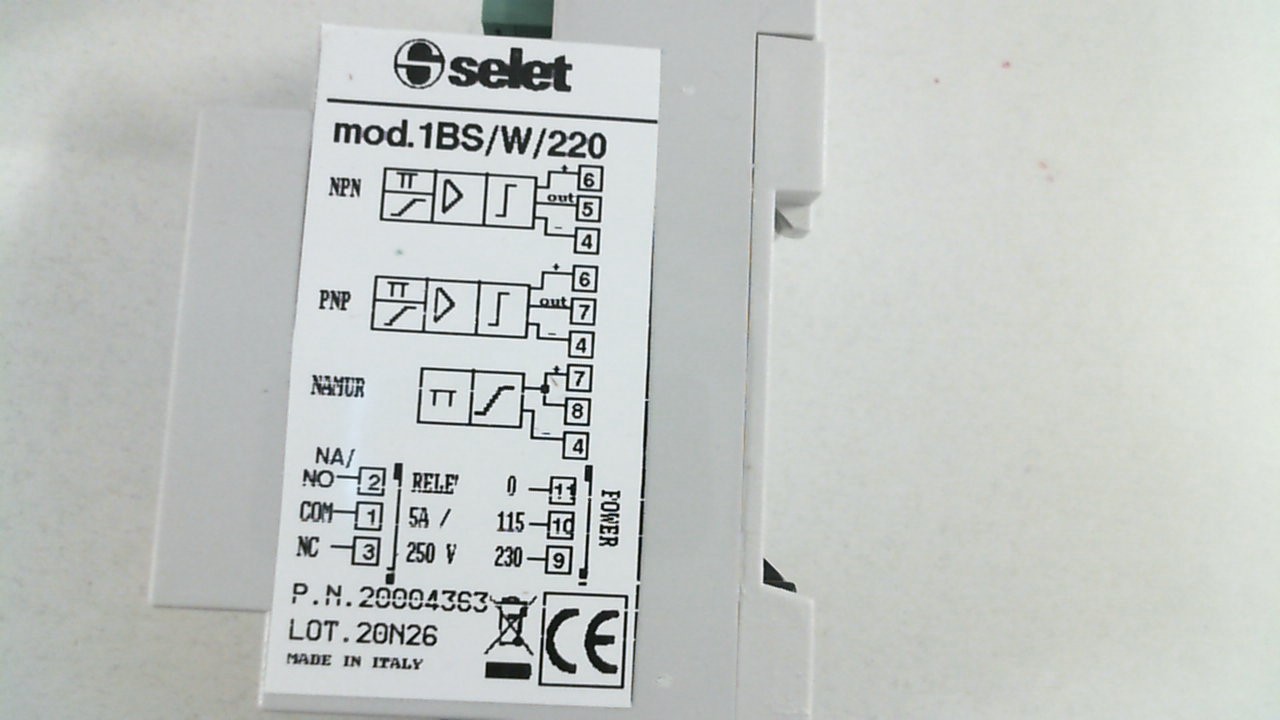 selet
mod.1BS/W/220
NPN
+ 6
out 5
- 4
PNP
+ 6
out 7
- 4
NAMUR
+ 7
8
- 4
NA/
NO 2 RELE' 0 11
COM 1 5A / 115 10
NC 3 250 V 230 9
POWER
P.N.20004363
LOT.20N26
MADE IN ITALY
CE